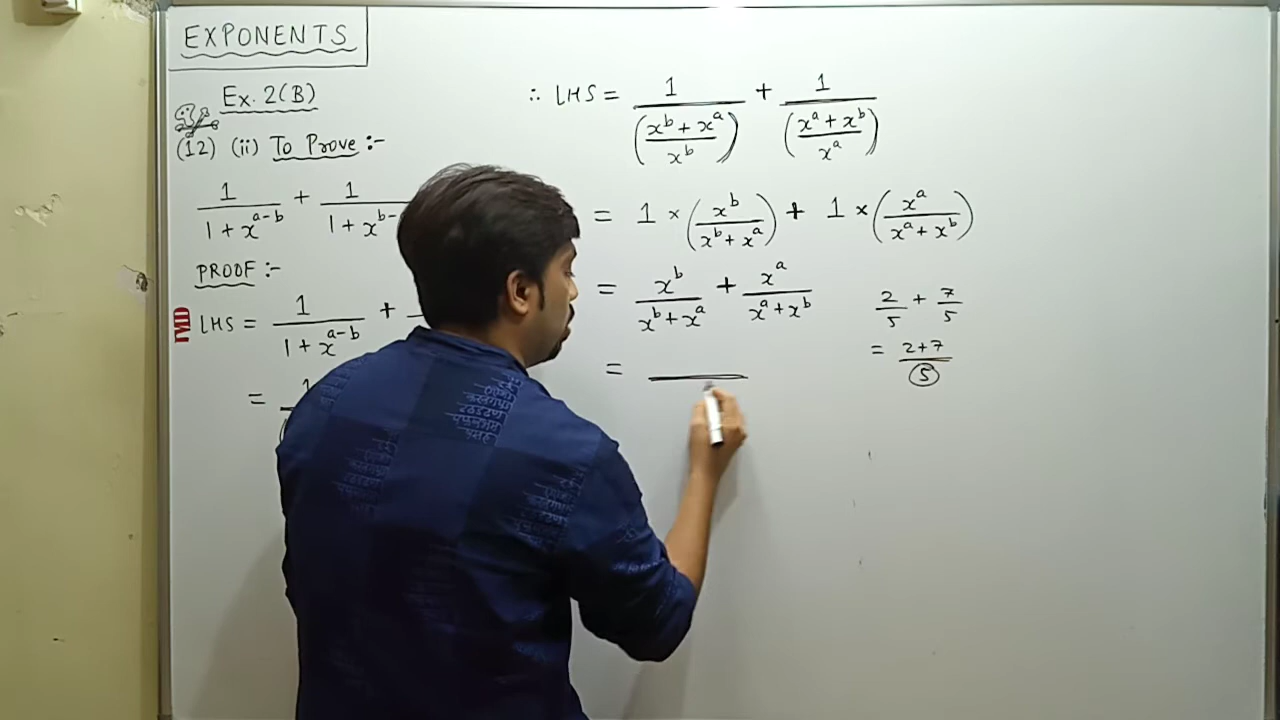 EXPONENTS
Ex. 2(B)
(12) (ii) To Prove :-
1/(1 + x^(a-b)) + 1/(1 + x^(b-
PROOF :-
LHS = 1/(1 + x^(a-b)) +
= 1
∴ LHS = 1/((x^b + x^a)/x^b) + 1/((x^a + x^b)/x^a)
= 1 × (x^b/(x^b + x^a)) + 1 × (x^a/(x^a + x^b))
= x^b/(x^b + x^a) + x^a/(x^a + x^b)
=
2/5 + 7/5
= (2+7)/5